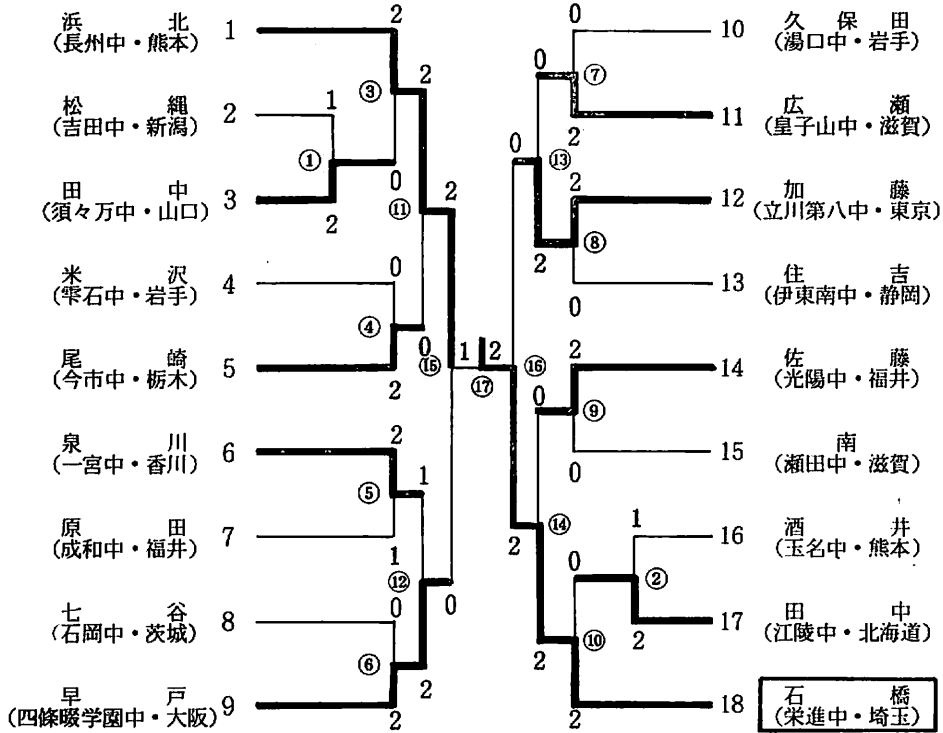 浜北
(長州中・熊本)
1
松縄
(吉田中・新潟)
2
田中
(須々万中・山口)
3
米沢
(雫石中・岩手)
4
尾崎
(今市中・栃木)
5
泉川
(一宮中・香川)
6
原田
(成和中・福井)
7
七谷
(石岡中・茨城)
8
早戸
(四條畷学園中・大阪)
9
2
③
2
1
①
2
0
⑪
2
0
④
0
2
⑮
2
⑤
1
1
⑫
0
0
⑥
2
2
1
2
⑰
⑯
0
⑦
0
2
0
⑬
2
⑧
2
0
2
⑨
0
0
⑭
2
1
②
2
0
⑩
2
2
10
久保田
(湯口中・岩手)
11
広瀬
(皇子山中・滋賀)
12
加藤
(立川第八中・東京)
13
住吉
(伊東南中・静岡)
14
佐藤
(光陽中・福井)
15
南
(瀬田中・滋賀)
16
酒井
(玉名中・熊本)
17
田中
(江陵中・北海道)
18
石橋
(栄進中・埼玉)